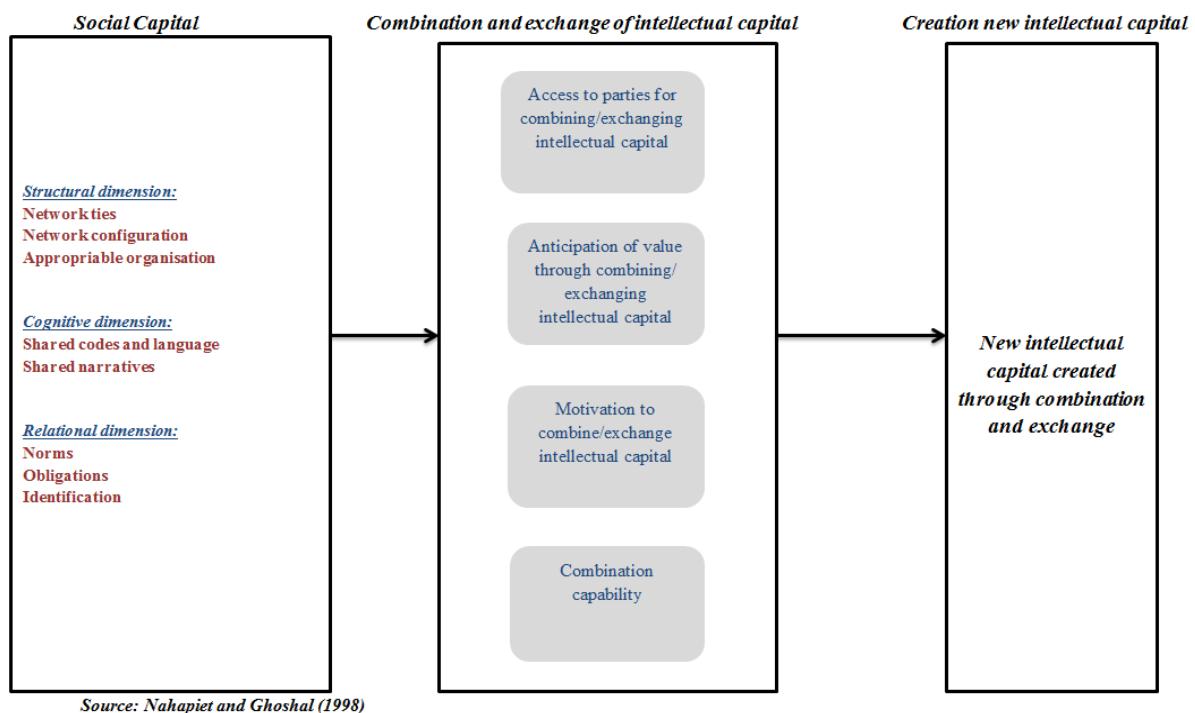 Social Capital
Combination and exchange of intellectual capital
Creation new intellectual capital
Structural dimension:
Network ties
Network configuration
Appropriable organisation
Cognitive dimension:
Shared codes and language
Shared narratives
Relational dimension:
Norms
Obligations
Identification
Access to parties for
combining/exchanging
intellectual capital
Anticipation of value
through combining/
exchanging
intellectual capital
Motivation to
combine/exchange
intellectual capital
Combination
capability
New intellectual
capital created
through combination
and exchange
Source: Nahapiet and Ghoshal (1998)